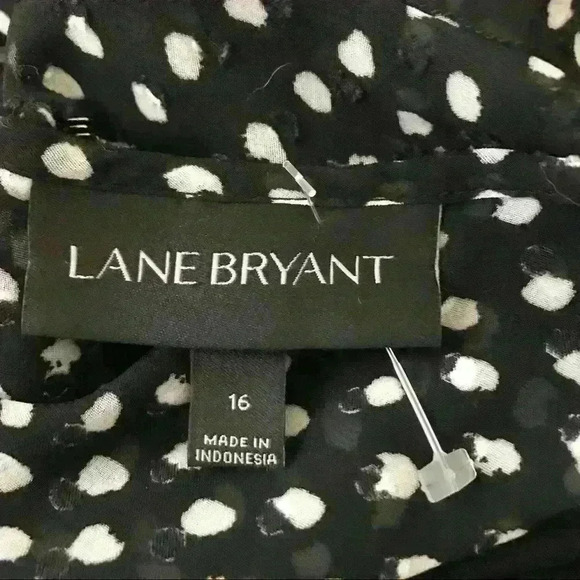 LANE BRYANT
16
MADE IN
INDONESIA